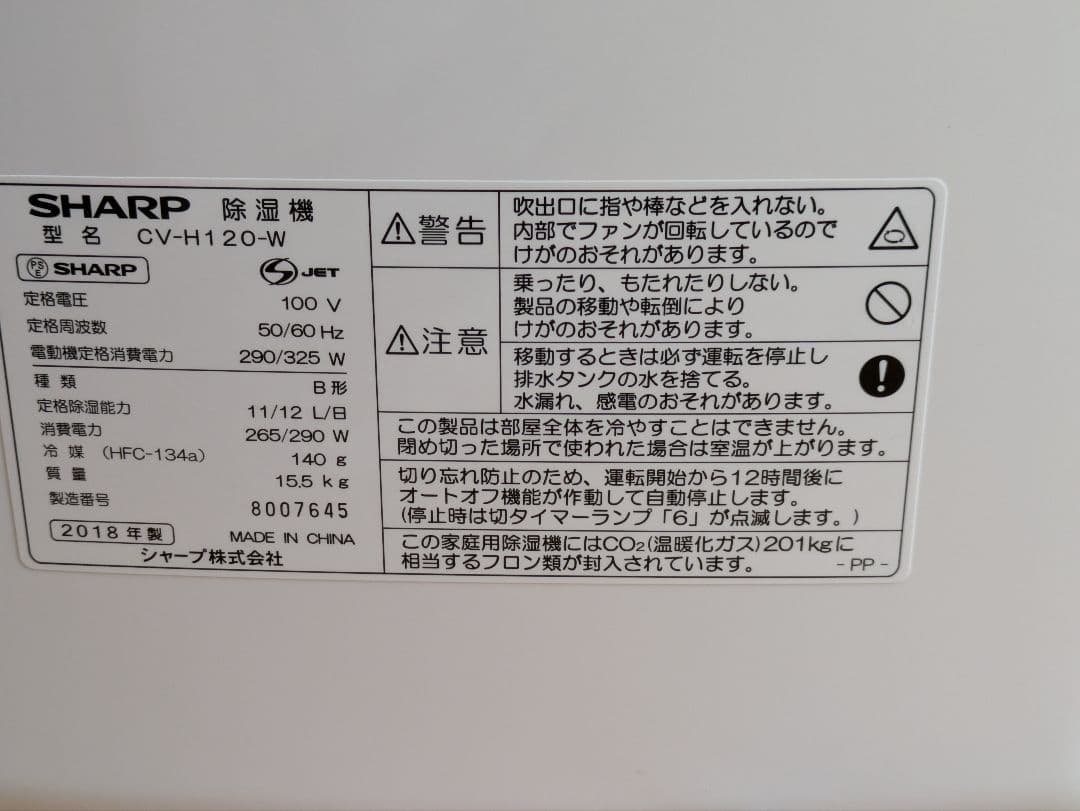 SHARP 除湿機
型名 CV-H120-W
PSE SHARP
S JET
定格電圧 100 V
定格周波数 50/60 Hz
電動機定格消費電力 290/325 W
種類 B形
定格除湿能力 11/12 L/日
消費電力 265/290 W
冷媒 (HFC-134a) 140 g
質量 15.5 kg
製造番号 8007645
2018年製 MADE IN CHINA
シャープ株式会社
⚠警告
吹出口に指や棒などを入れない。
内部でファンが回転しているので
けがのおそれがあります。
⚠注意
乗ったり、もたれたりしない。
製品の移動や転倒により
けがのおそれがあります。
移動するときは必ず運転を停止し
排水タンクの水を捨てる。
水漏れ、感電のおそれがあります。
この製品は部屋全体を冷やすことはできません。
閉め切った場所で使われた場合は室温が上がります。
切り忘れ防止のため、運転開始から12時間後に
オートオフ機能が作動して自動停止します。
(停止時は切タイマーランプ「6」が点滅します。)
この家庭用除湿機にはCO₂(温暖化ガス)201kgに
相当するフロン類が封入されています。
- PP -